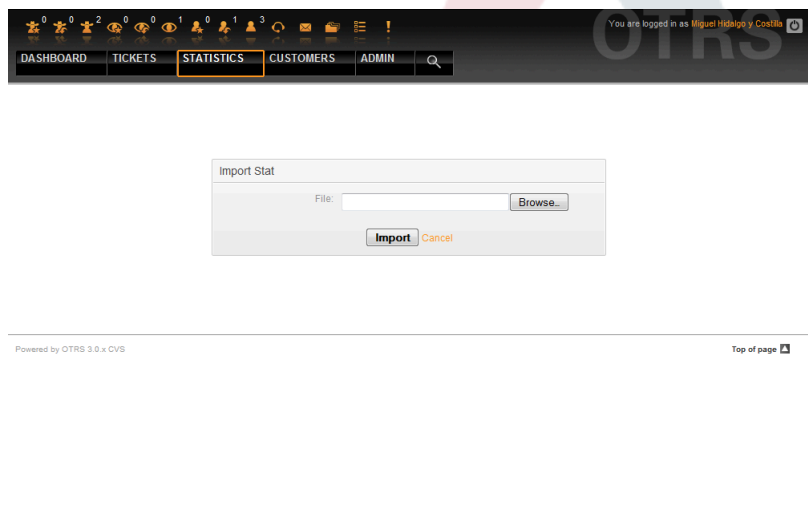 0 0 2 0 0 1 0 1 3
You are logged in as Miguel Hidalgo y Costilla
OTRS
DASHBOARD TICKETS STATISTICS CUSTOMERS ADMIN
Import Stat
File: Browse..
Import Cancel
Powered by OTRS 3.0.x CVS Top of page